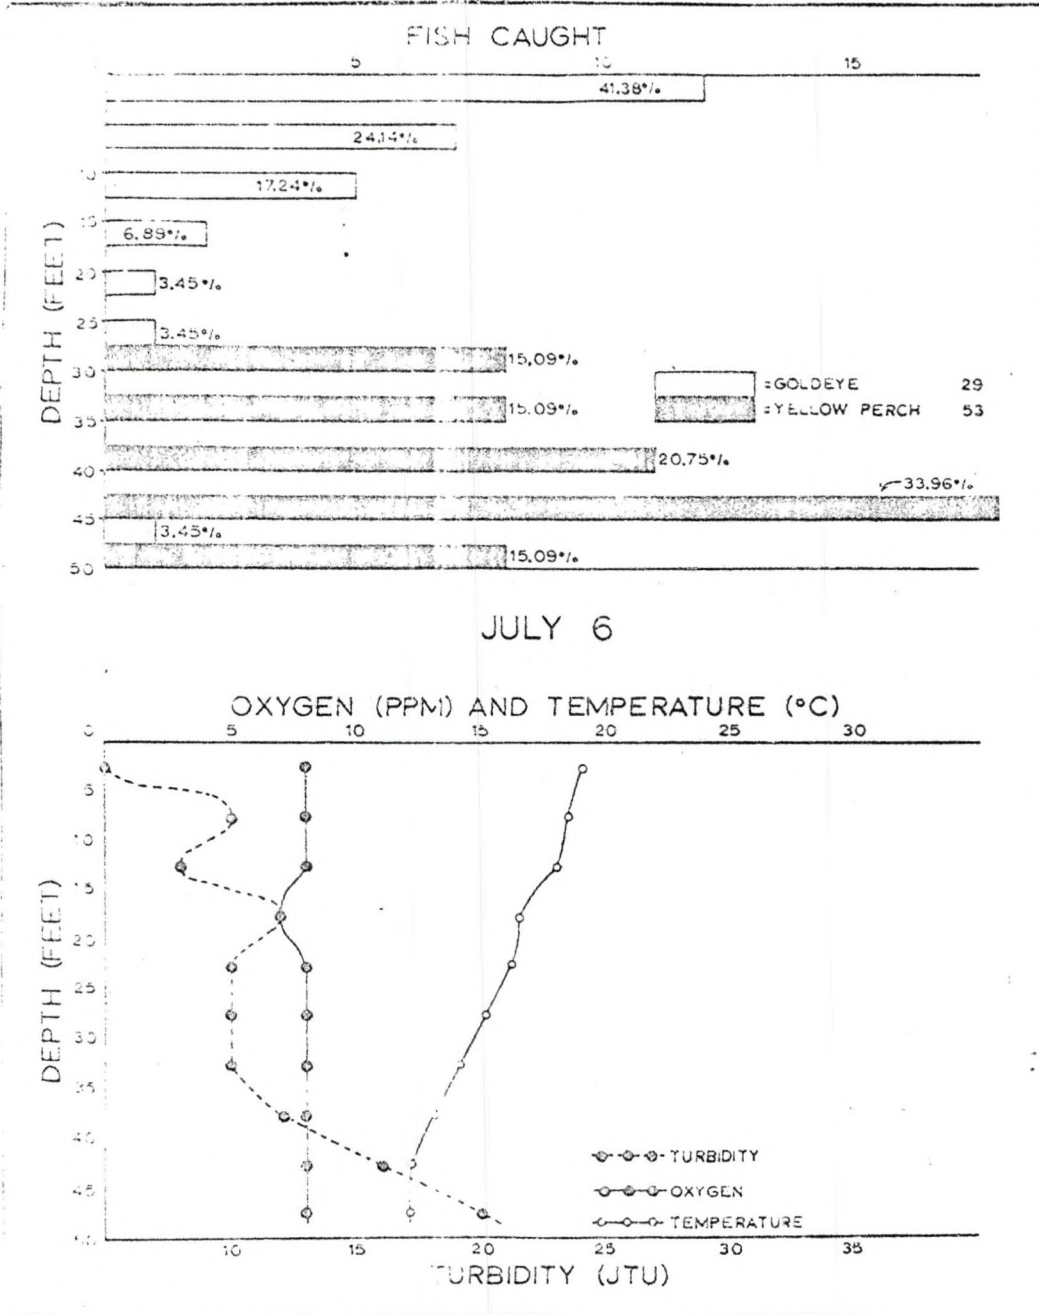 FISH CAUGHT
5 10 15
41.38%
24.14%
10
17.24%
15
6.89%
20
3.45%
25
3.45%
15.09%
30
=GOLDEYE 29
15.09%
=YELLOW PERCH 53
35
20.75%
40
33.96%
45
3.45%
15.09%
50
DEPTH (FEET)
JULY 6
OXYGEN (PPM) AND TEMPERATURE (°C)
0 5 10 15 20 25 30
5
10
15
20
25
30
35
40
45
50
DEPTH (FEET)
TURBIDITY
OXYGEN
TEMPERATURE
10 15 20 25 30 35
TURBIDITY (JTU)